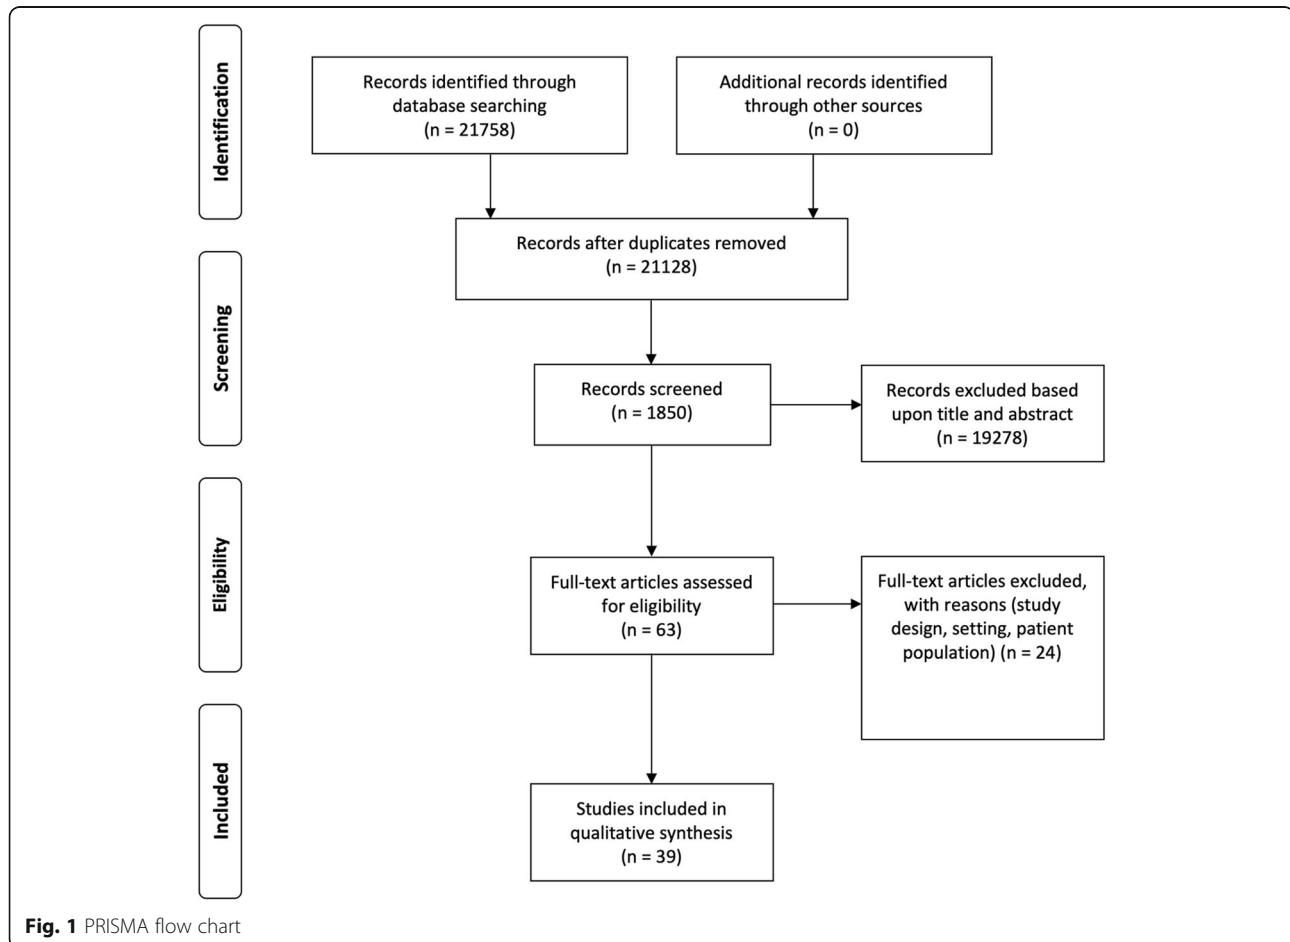 Identification
Records identified through
database searching
(n = 21758)
Additional records identified
through other sources
(n = 0)
Records after duplicates removed
(n = 21128)
Screening
Records screened
(n = 1850)
Records excluded based
upon title and abstract
(n = 19278)
Eligibility
Full-text articles assessed
for eligibility
(n = 63)
Full-text articles excluded,
with reasons (study
design, setting, patient
population) (n = 24)
Included
Studies included in
qualitative synthesis
(n = 39)
Fig. 1 PRISMA flow chart